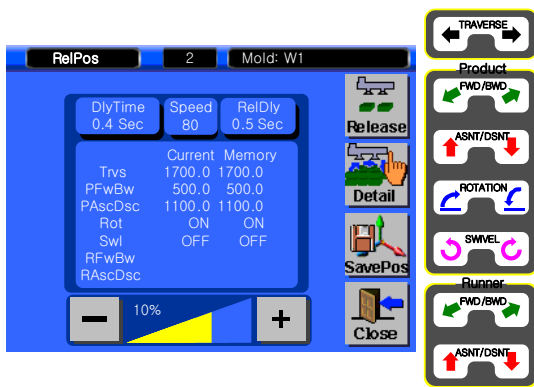 TRAVERSE
RelPos 2 Mold: W1
Product
FWD/BWD
DlyTime Speed RelDly
0.4 Sec 80 0.5 Sec
Release
ASNT/DSNT
Current Memory
Trvs 1700.0 1700.0
PFwBw 500.0 500.0
PAscDsc 1100.0 1100.0
Rot ON ON
Swl OFF OFF
RFwBw
RAscDsc
Detail
ROTATION
SWIVEL
SavePos
Runner
FWD/BWD
10%
− +
Close
ASNT/DSNT